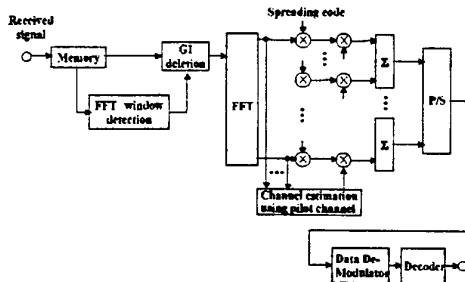 Received
signal
Spreading code
Memory
GI
deletion
FFT window
detection
FFT
Σ
Σ
P/S
Channel estimation
using pilot channel
Data De-
Modulator
Decoder